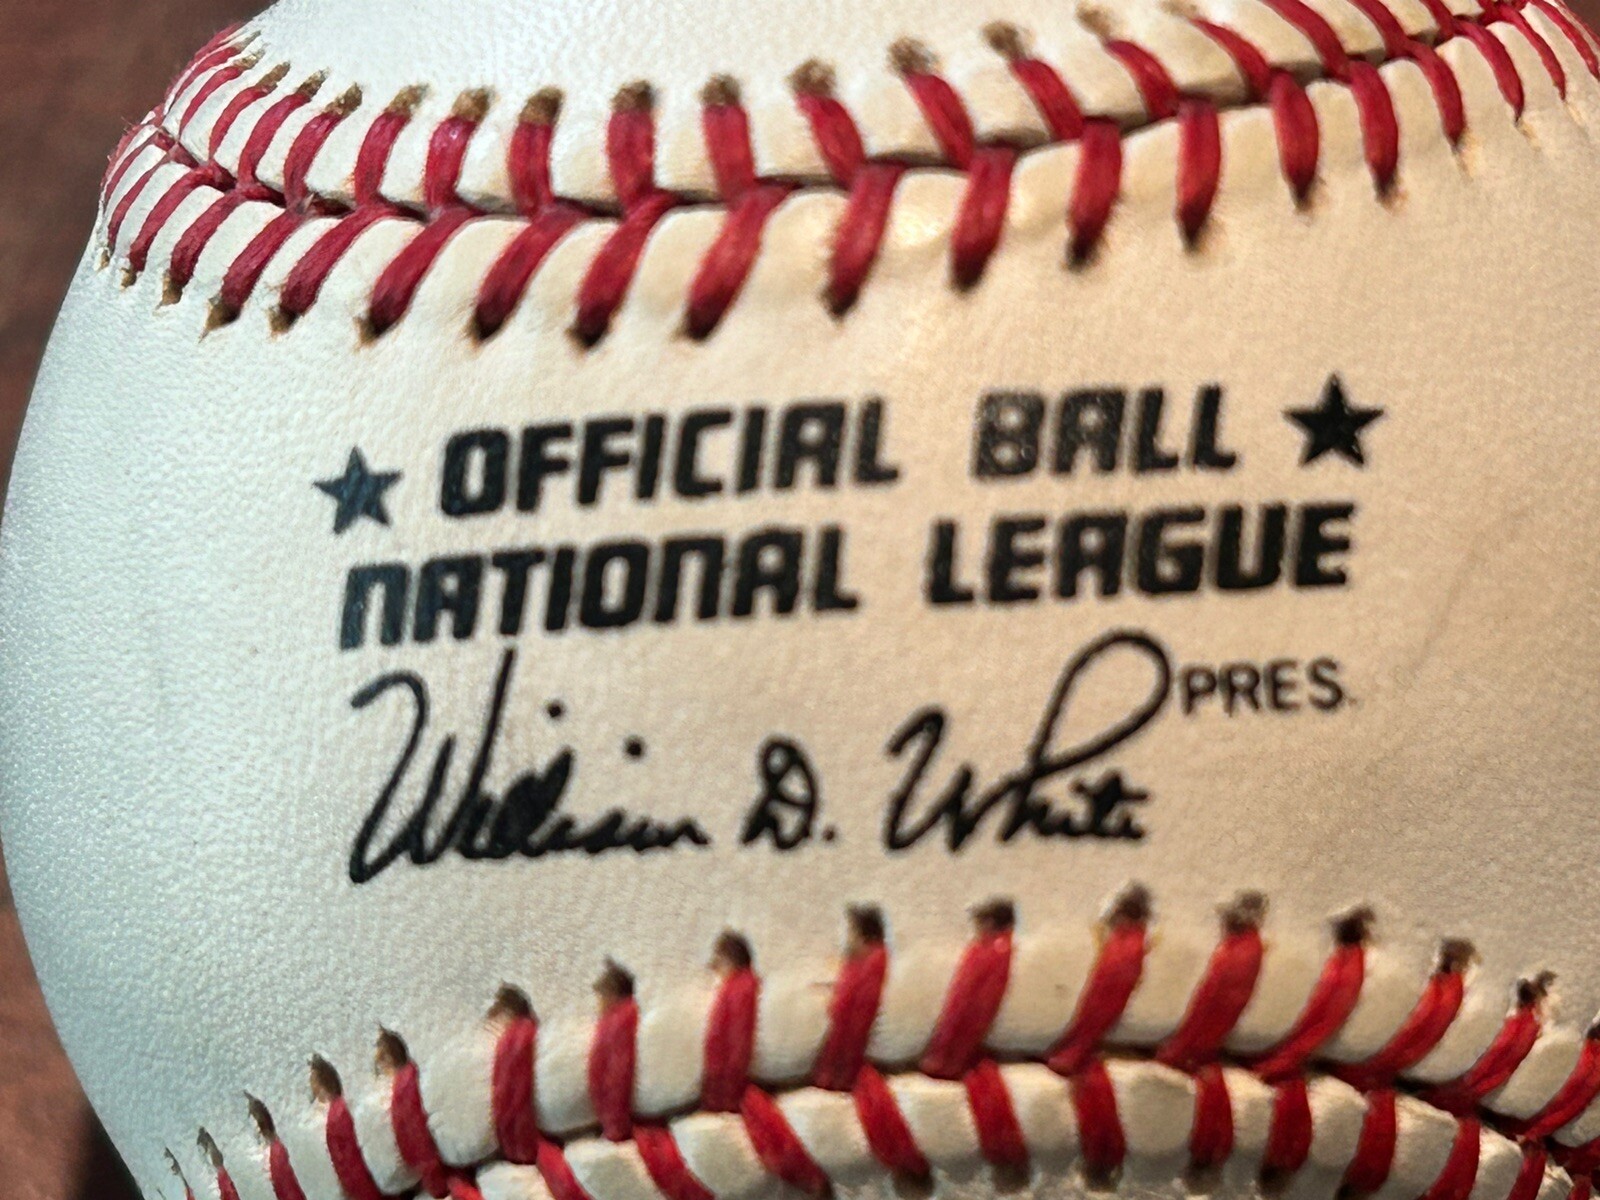 ★ OFFICIAL BALL ★
NATIONAL LEAGUE
William D. White PRES.